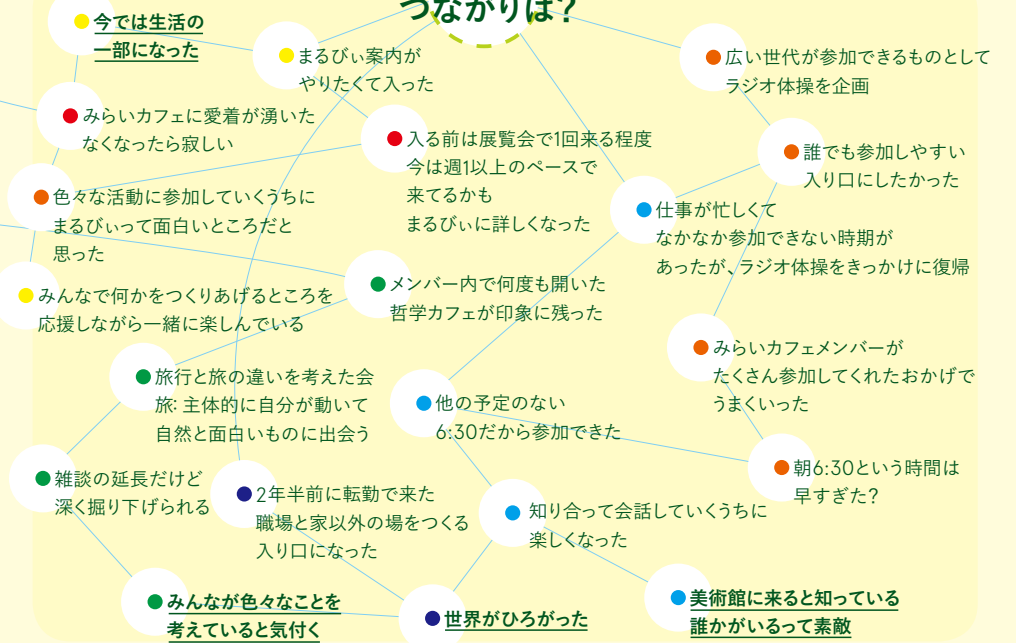 つながりは？
今では生活の
一部になった
まるびぃ案内が
やりたくて入った
広い世代が参加できるものとして
ラジオ体操を企画
みらいカフェに愛着が湧いた
なくなったら寂しい
入る前は展覧会で1回来る程度
今は週1以上のペースで
来てるかも
まるびぃに詳しくなった
誰でも参加しやすい
入り口にしたかった
色々な活動に参加していくうちに
まるびぃって面白いところだと
思った
仕事が忙しくて
なかなか参加できない時期が
あったが、ラジオ体操をきっかけに復帰
みんなで何かをつくりあげるところを
応援しながら一緒に楽しんでいる
メンバー内で何度も開いた
哲学カフェが印象に残った
みらいカフェメンバーが
たくさん参加してくれたおかげで
うまくいった
旅行と旅の違いを考えた会
旅: 主体的に自分が動いて
自然と面白いものに出会う
他の予定のない
6:30だから参加できた
雑談の延長だけど
深く掘り下げられる
2年半前に転勤で来た
職場と家以外の場をつくる
入り口になった
朝6:30という時間は
早すぎた？
知り合って会話していくうちに
楽しくなった
みんなが色々なことを
考えていると気付く
世界がひろがった
美術館に来ると知っている
誰かがいるって素敵